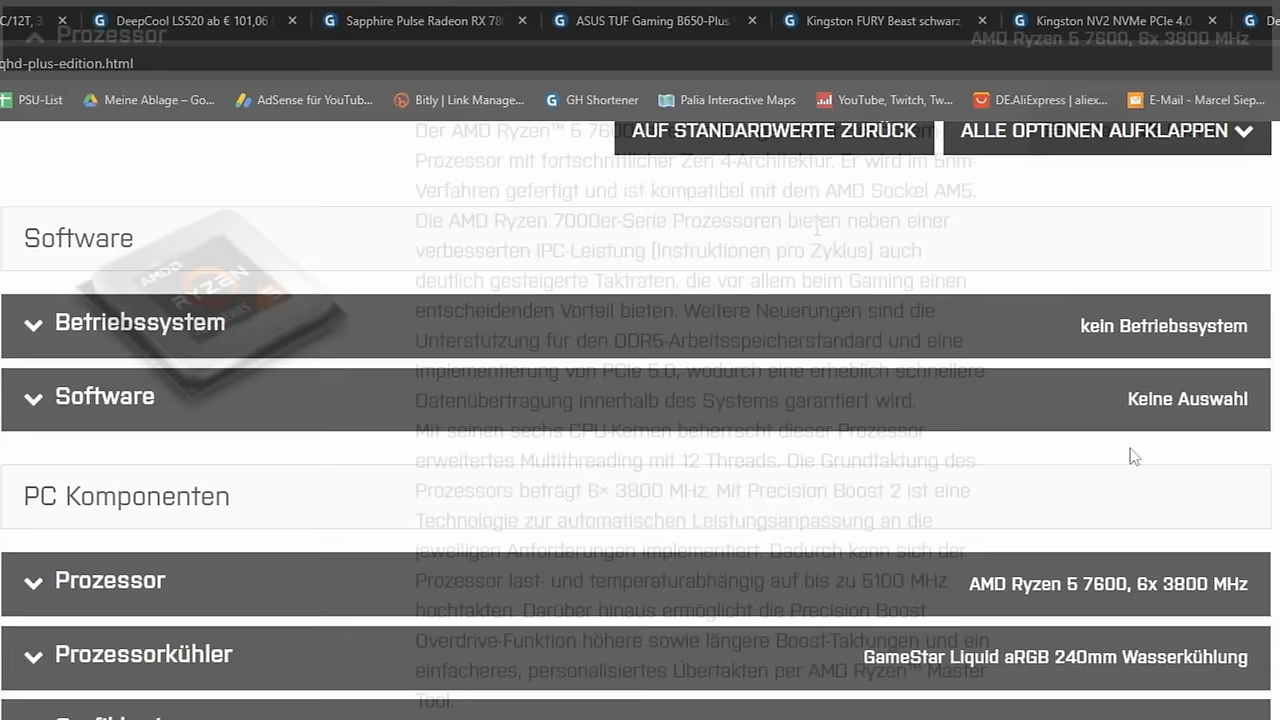 C/12T, 3
DeepCool LS520 ab € 101,06
Sapphire Pulse Radeon RX 78
ASUS TUF Gaming B650-Plus
Kingston FURY Beast schwarz
Kingston NV2 NVMe PCIe 4.0
De
Prozessor
AMD Ryzen 5 7600, 6x 3800 MHz
qhd-plus-edition.html
PSU-List
Meine Ablage – Go...
AdSense für YouTub...
Bitly | Link Manage...
GH Shortener
Palia Interactive Maps
YouTube, Twitch, Tw...
DE.AliExpress | aliex...
E-Mail - Marcel Siep...
AUF STANDARDWERTE ZURÜCK
ALLE OPTIONEN AUFKLAPPEN
Der AMD Ryzen™ 5 7600
Prozessor mit fortschrittlicher Zen 4-Architektur. Er wird im 5nm-
Verfahren gefertigt und ist kompatibel mit dem AMD Sockel AM5.
Die AMD Ryzen 7000er-Serie Prozessoren bieten neben einer
verbesserten IPC-Leistung (Instruktionen pro Zyklus) auch
deutlich gesteigerte Taktraten, die vor allem beim Gaming einen
entscheidenden Vorteil bieten. Weitere Neuerungen sind die
Unterstützung für den DDR5-Arbeitsspeicherstandard und eine
Implementierung von PCIe 5.0, wodurch eine erheblich schnellere
Datenübertragung innerhalb des Systems garantiert wird.
Mit seinen sechs CPU-Kernen beherrscht dieser Prozessor
erweitertes Multithreading mit 12 Threads. Die Grundtaktung des
Prozessors beträgt 6x 3800 MHz. Mit Precision Boost 2 ist eine
Technologie zur automatischen Leistungsanpassung an die
jeweiligen Anforderungen implementiert. Dadurch kann sich der
Prozessor last- und temperaturabhängig auf bis zu 5100 MHz
hochtakten. Darüber hinaus ermöglicht die Precision Boost
Overdrive-Funktion höhere sowie längere Boost-Taktungen und ein
einfacheres, personalisiertes Übertakten per AMD Ryzen™ Master
Tool.
Software
AMD
RYZEN
Betriebssystem
kein Betriebssystem
Software
Keine Auswahl
PC Komponenten
Prozessor
AMD Ryzen 5 7600, 6x 3800 MHz
Prozessorkühler
GameStar Liquid aRGB 240mm Wasserkühlung